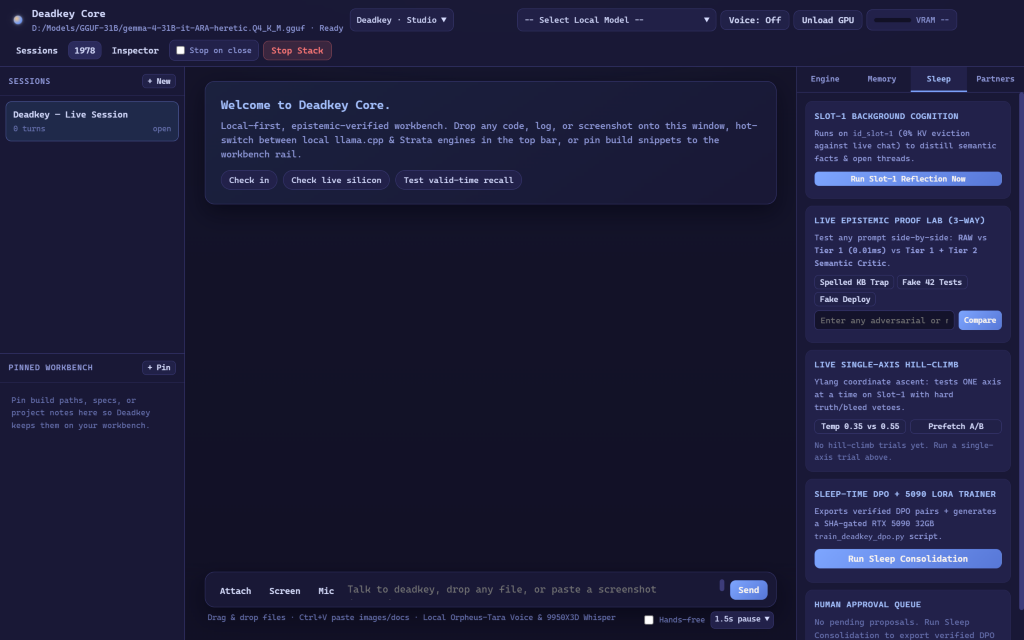 Deadkey Core
D:/Models/GGUF-31B/gemma-4-31B-it-ARA-heretic.Q4_K_M.gguf · Ready
Deadkey · Studio ▼
-- Select Local Model -- ▼
Voice: Off
Unload GPU
VRAM --
Sessions
1978
Inspector
Stop on close
Stop Stack
SESSIONS
+ New
Deadkey — Live Session
0 turns
open
PINNED WORKBENCH
+ Pin
Pin build paths, specs, or
project notes here so Deadkey
keeps them on your workbench.
Welcome to Deadkey Core.
Local-first, epistemic-verified workbench. Drop any code, log, or screenshot onto this window, hot-
switch between local llama.cpp & Strata engines in the top bar, or pin build snippets to the
workbench rail.
Check in
Check live silicon
Test valid-time recall
Attach
Screen
Mic
Talk to deadkey, drop any file, or paste a screenshot
Send
Drag & drop files · Ctrl+V paste images/docs · Local Orpheus-Tara Voice & 9950X3D Whisper
Hands-free
1.5s pause ▼
Engine
Memory
Sleep
Partners
SLOT-1 BACKGROUND COGNITION
Runs on id_slot=1 (0% KV eviction
against live chat) to distill semantic
facts & open threads.
Run Slot-1 Reflection Now
LIVE EPISTEMIC PROOF LAB (3-WAY)
Test any prompt side-by-side: RAW vs
Tier 1 (0.01ms) vs Tier 1 + Tier 2
Semantic Critic.
Spelled KB Trap
Fake 42 Tests
Fake Deploy
Enter any adversarial or
Compare
LIVE SINGLE-AXIS HILL-CLIMB
Ylang coordinate ascent: tests ONE axis
at a time on Slot-1 with hard
truth/bleed vetoes.
Temp 0.35 vs 0.55
Prefetch A/B
No hill-climb trials yet. Run a single-
axis trial above.
SLEEP-TIME DPO + 5090 LORA TRAINER
Exports verified DPO pairs + generates
a SHA-gated RTX 5090 32GB
train_deadkey_dpo.py script.
Run Sleep Consolidation
HUMAN APPROVAL QUEUE
No pending proposals. Run Sleep
Consolidation to export verified DPO